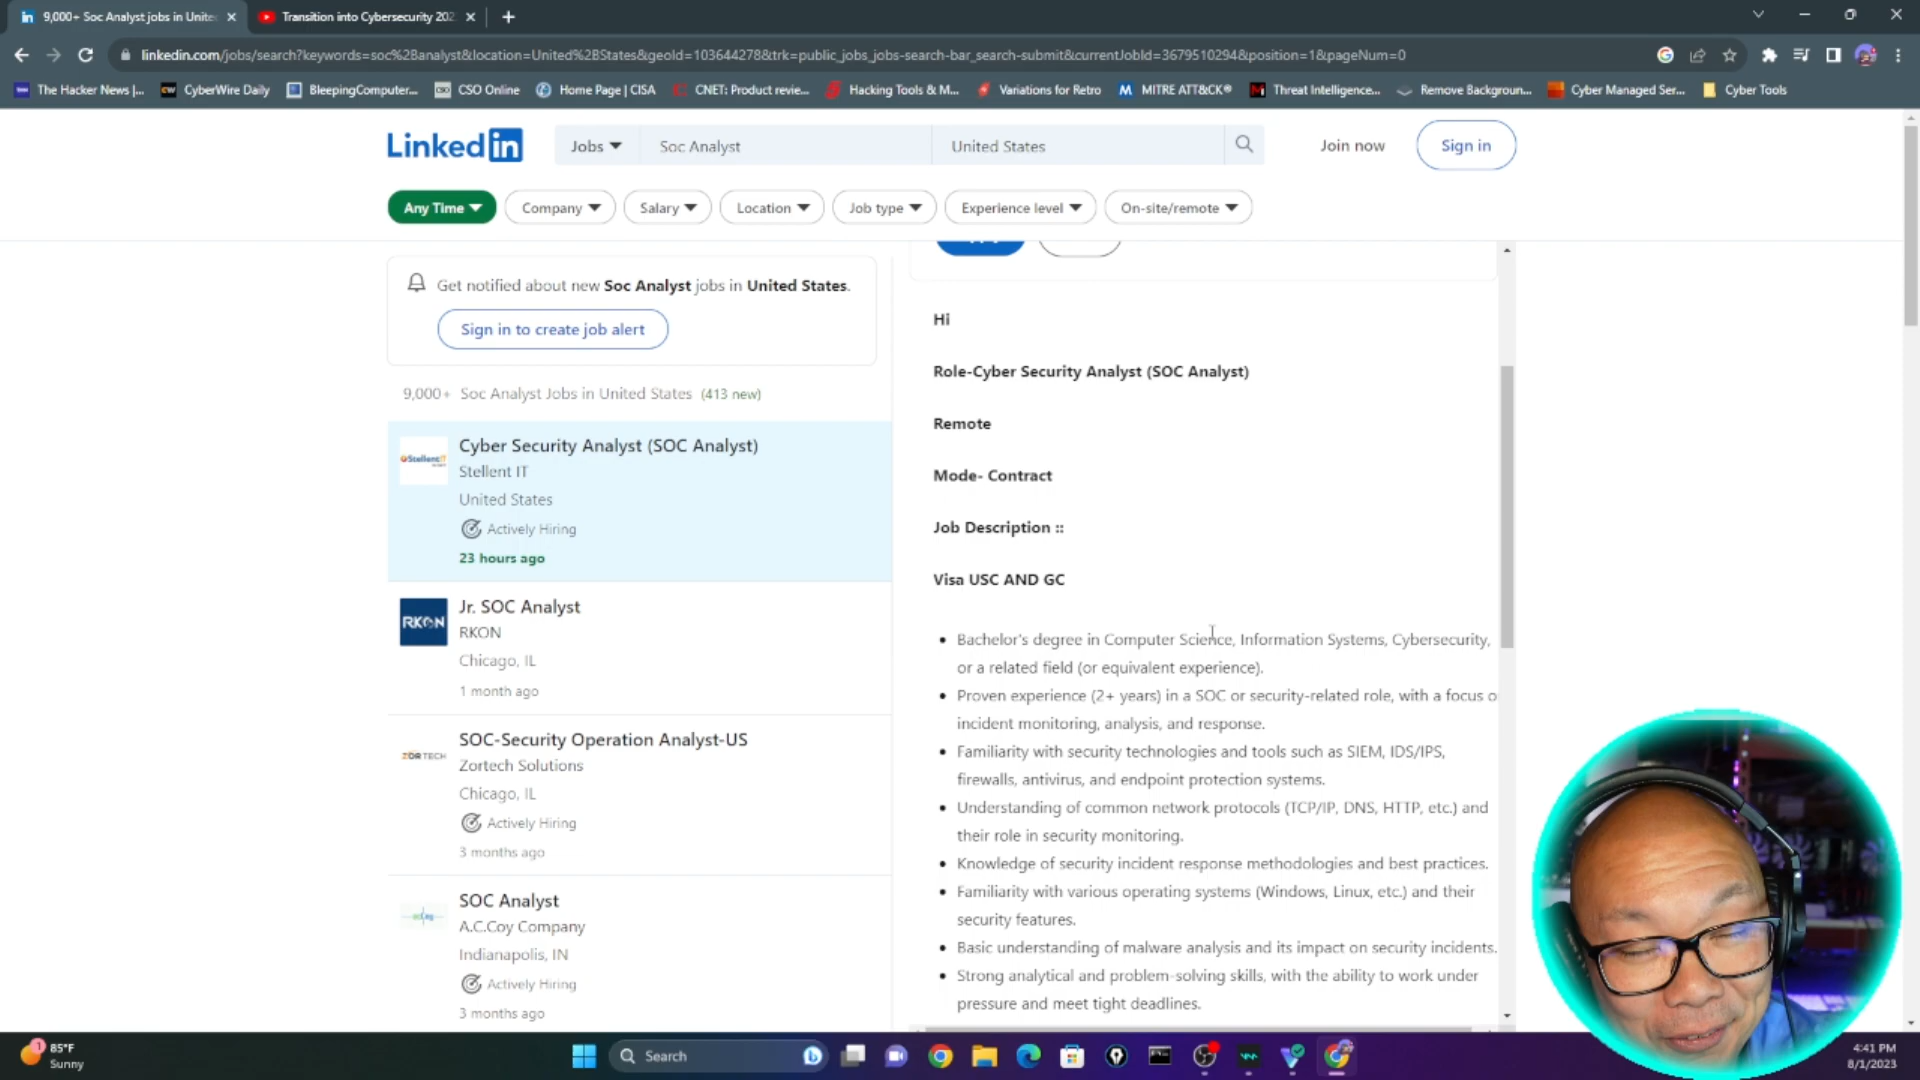 9,000+ Soc Analyst jobs in Unite
Transition into Cybersecurity 202
linkedin.com/jobs/search?keywords=soc%2Banalyst&location=United%2BStates&geoId=103644278&trk=public_jobs_jobs-search-bar_search-submit&currentJobId=3679510294&position=1&pageNum=0
The Hacker News |...
CyberWire Daily
BleepingComputer...
CSO Online
Home Page | CISA
CNET: Product revie...
Hacking Tools & M...
Variations for Retro
MITRE ATT&CK®
Threat Intelligence...
Remove Backgroun...
Cyber Managed Ser...
Cyber Tools
Linkedin
Jobs
Soc Analyst
United States
Join now
Sign in
Any Time
Company
Salary
Location
Job type
Experience level
On-site/remote
Get notified about new Soc Analyst jobs in United States.
Sign in to create job alert
9,000+ Soc Analyst Jobs in United States (413 new)
Stellent IT
Cyber Security Analyst (SOC Analyst)
Stellent IT
United States
Actively Hiring
23 hours ago
RKON
Jr. SOC Analyst
RKON
Chicago, IL
1 month ago
ZORTECH
SOC-Security Operation Analyst-US
Zortech Solutions
Chicago, IL
Actively Hiring
3 months ago
SOC Analyst
A.C.Coy Company
Indianapolis, IN
Actively Hiring
3 months ago
Hi
Role-Cyber Security Analyst (SOC Analyst)
Remote
Mode- Contract
Job Description ::
Visa USC AND GC
• Bachelor's degree in Computer Science, Information Systems, Cybersecurity,
or a related field (or equivalent experience).
• Proven experience (2+ years) in a SOC or security-related role, with a focus o
incident monitoring, analysis, and response.
• Familiarity with security technologies and tools such as SIEM, IDS/IPS,
firewalls, antivirus, and endpoint protection systems.
• Understanding of common network protocols (TCP/IP, DNS, HTTP, etc.) and
their role in security monitoring.
• Knowledge of security incident response methodologies and best practices.
• Familiarity with various operating systems (Windows, Linux, etc.) and their
security features.
• Basic understanding of malware analysis and its impact on security incidents.
• Strong analytical and problem-solving skills, with the ability to work under
pressure and meet tight deadlines.
1
85°F
Sunny
Search
4:41 PM
8/1/2023